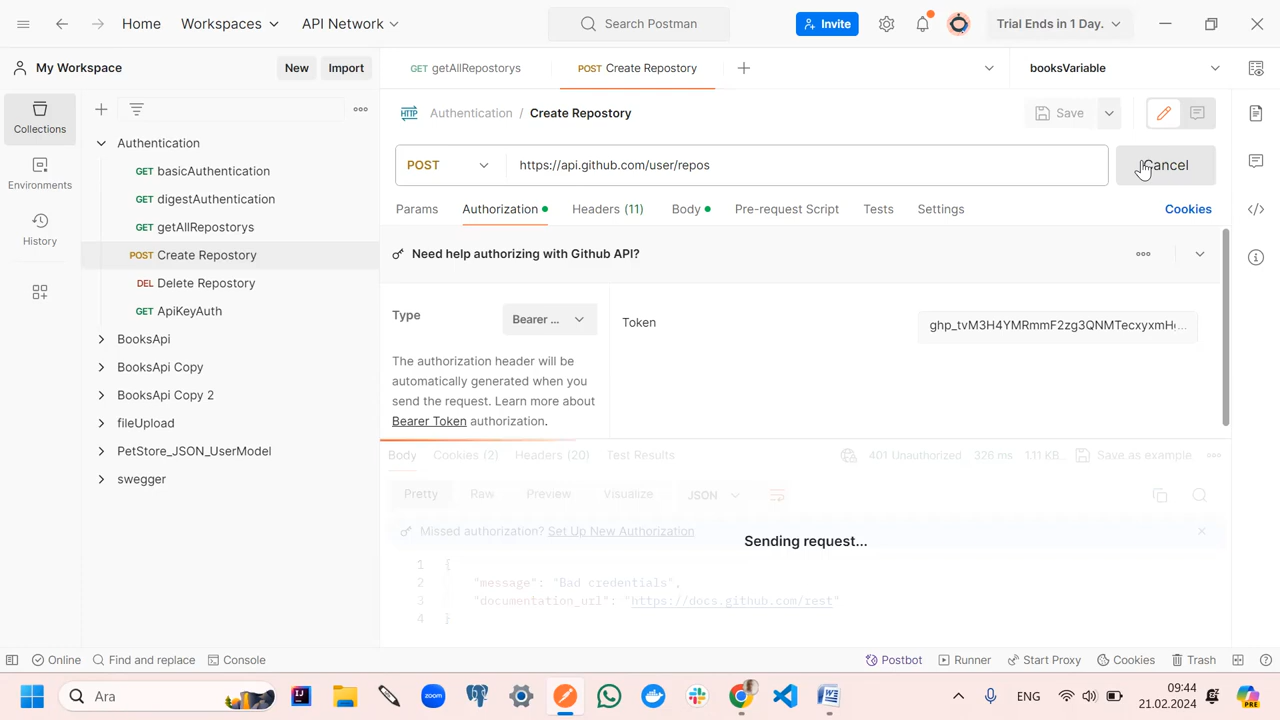 Home
Workspaces
API Network
Search Postman
Invite
Trial Ends in 1 Day.
My Workspace
New
Import
GET getAllRepostorys
POST Create Repostory
booksVariable
Collections
Environments
History
Authentication
GET basicAuthentication
GET digestAuthentication
GET getAllRepostorys
POST Create Repostory
DEL Delete Repostory
GET ApiKeyAuth
BooksApi
BooksApi Copy
BooksApi Copy 2
fileUpload
PetStore_JSON_UserModel
swegger
HTTP
Authentication / Create Repostory
Save
POST
https://api.github.com/user/repos
Cancel
Params
Authorization
Headers (11)
Body
Pre-request Script
Tests
Settings
Cookies
Need help authorizing with Github API?
Type
Bearer ...
Token
ghp_tvM3H4YMRmmF2zg3QNMTecxyxmH...
The authorization header will be
automatically generated when you
send the request. Learn more about
Bearer Token authorization.
Body
Cookies (2)
Headers (20)
Test Results
401 Unauthorized
326 ms
1.11 KB...
Save as example
Pretty
Raw
Preview
Visualize
JSON
Missed authorization? Set Up New Authorization
Sending request...
1 {
2 "message": "Bad credentials",
3 "documentation_url": "https://docs.github.com/rest"
4 }
Online
Find and replace
Console
Postbot
Runner
Start Proxy
Cookies
Trash
Ara
zoom
ENG
09:44
21.02.2024
PRE